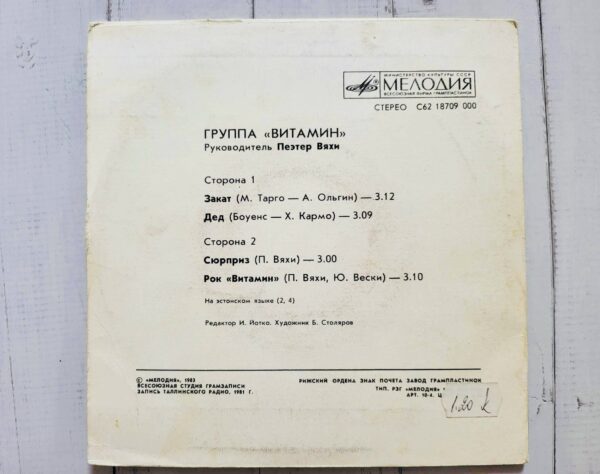 МИНИСТЕРСТВО КУЛЬТУРЫ СССР
МЕЛОДИЯ
ВСЕСОЮЗНАЯ ФИРМА ГРАМПЛАСТИНОК
СТЕРЕО С62 18709 000
ГРУППА «ВИТАМИН»
Руководитель Пеэтер Вяхи
Сторона 1
Закат (М. Тарго — А. Ольгин) — 3.12
Дед (Боуенс — Х. Кармо) — 3.09
Сторона 2
Сюрприз (П. Вяхи) — 3.00
Рок «Витамин» (П. Вяхи, Ю. Вески) — 3.10
На эстонском языке (2, 4)
Редактор И. Йотко. Художник Б. Столяров
© «МЕЛОДИЯ», 1983
ВСЕСОЮЗНАЯ СТУДИЯ ГРАМЗАПИСИ
ЗАПИСЬ ТАЛЛИНСКОГО РАДИО, 1981 Г.
РИЖСКИЙ ОРДЕНА ЗНАК ПОЧЕТА ЗАВОД ГРАМПЛАСТИНОК
ТИП. РЗГ «МЕЛОДИЯ»
АРТ. 10-6. Ц
1.20 к